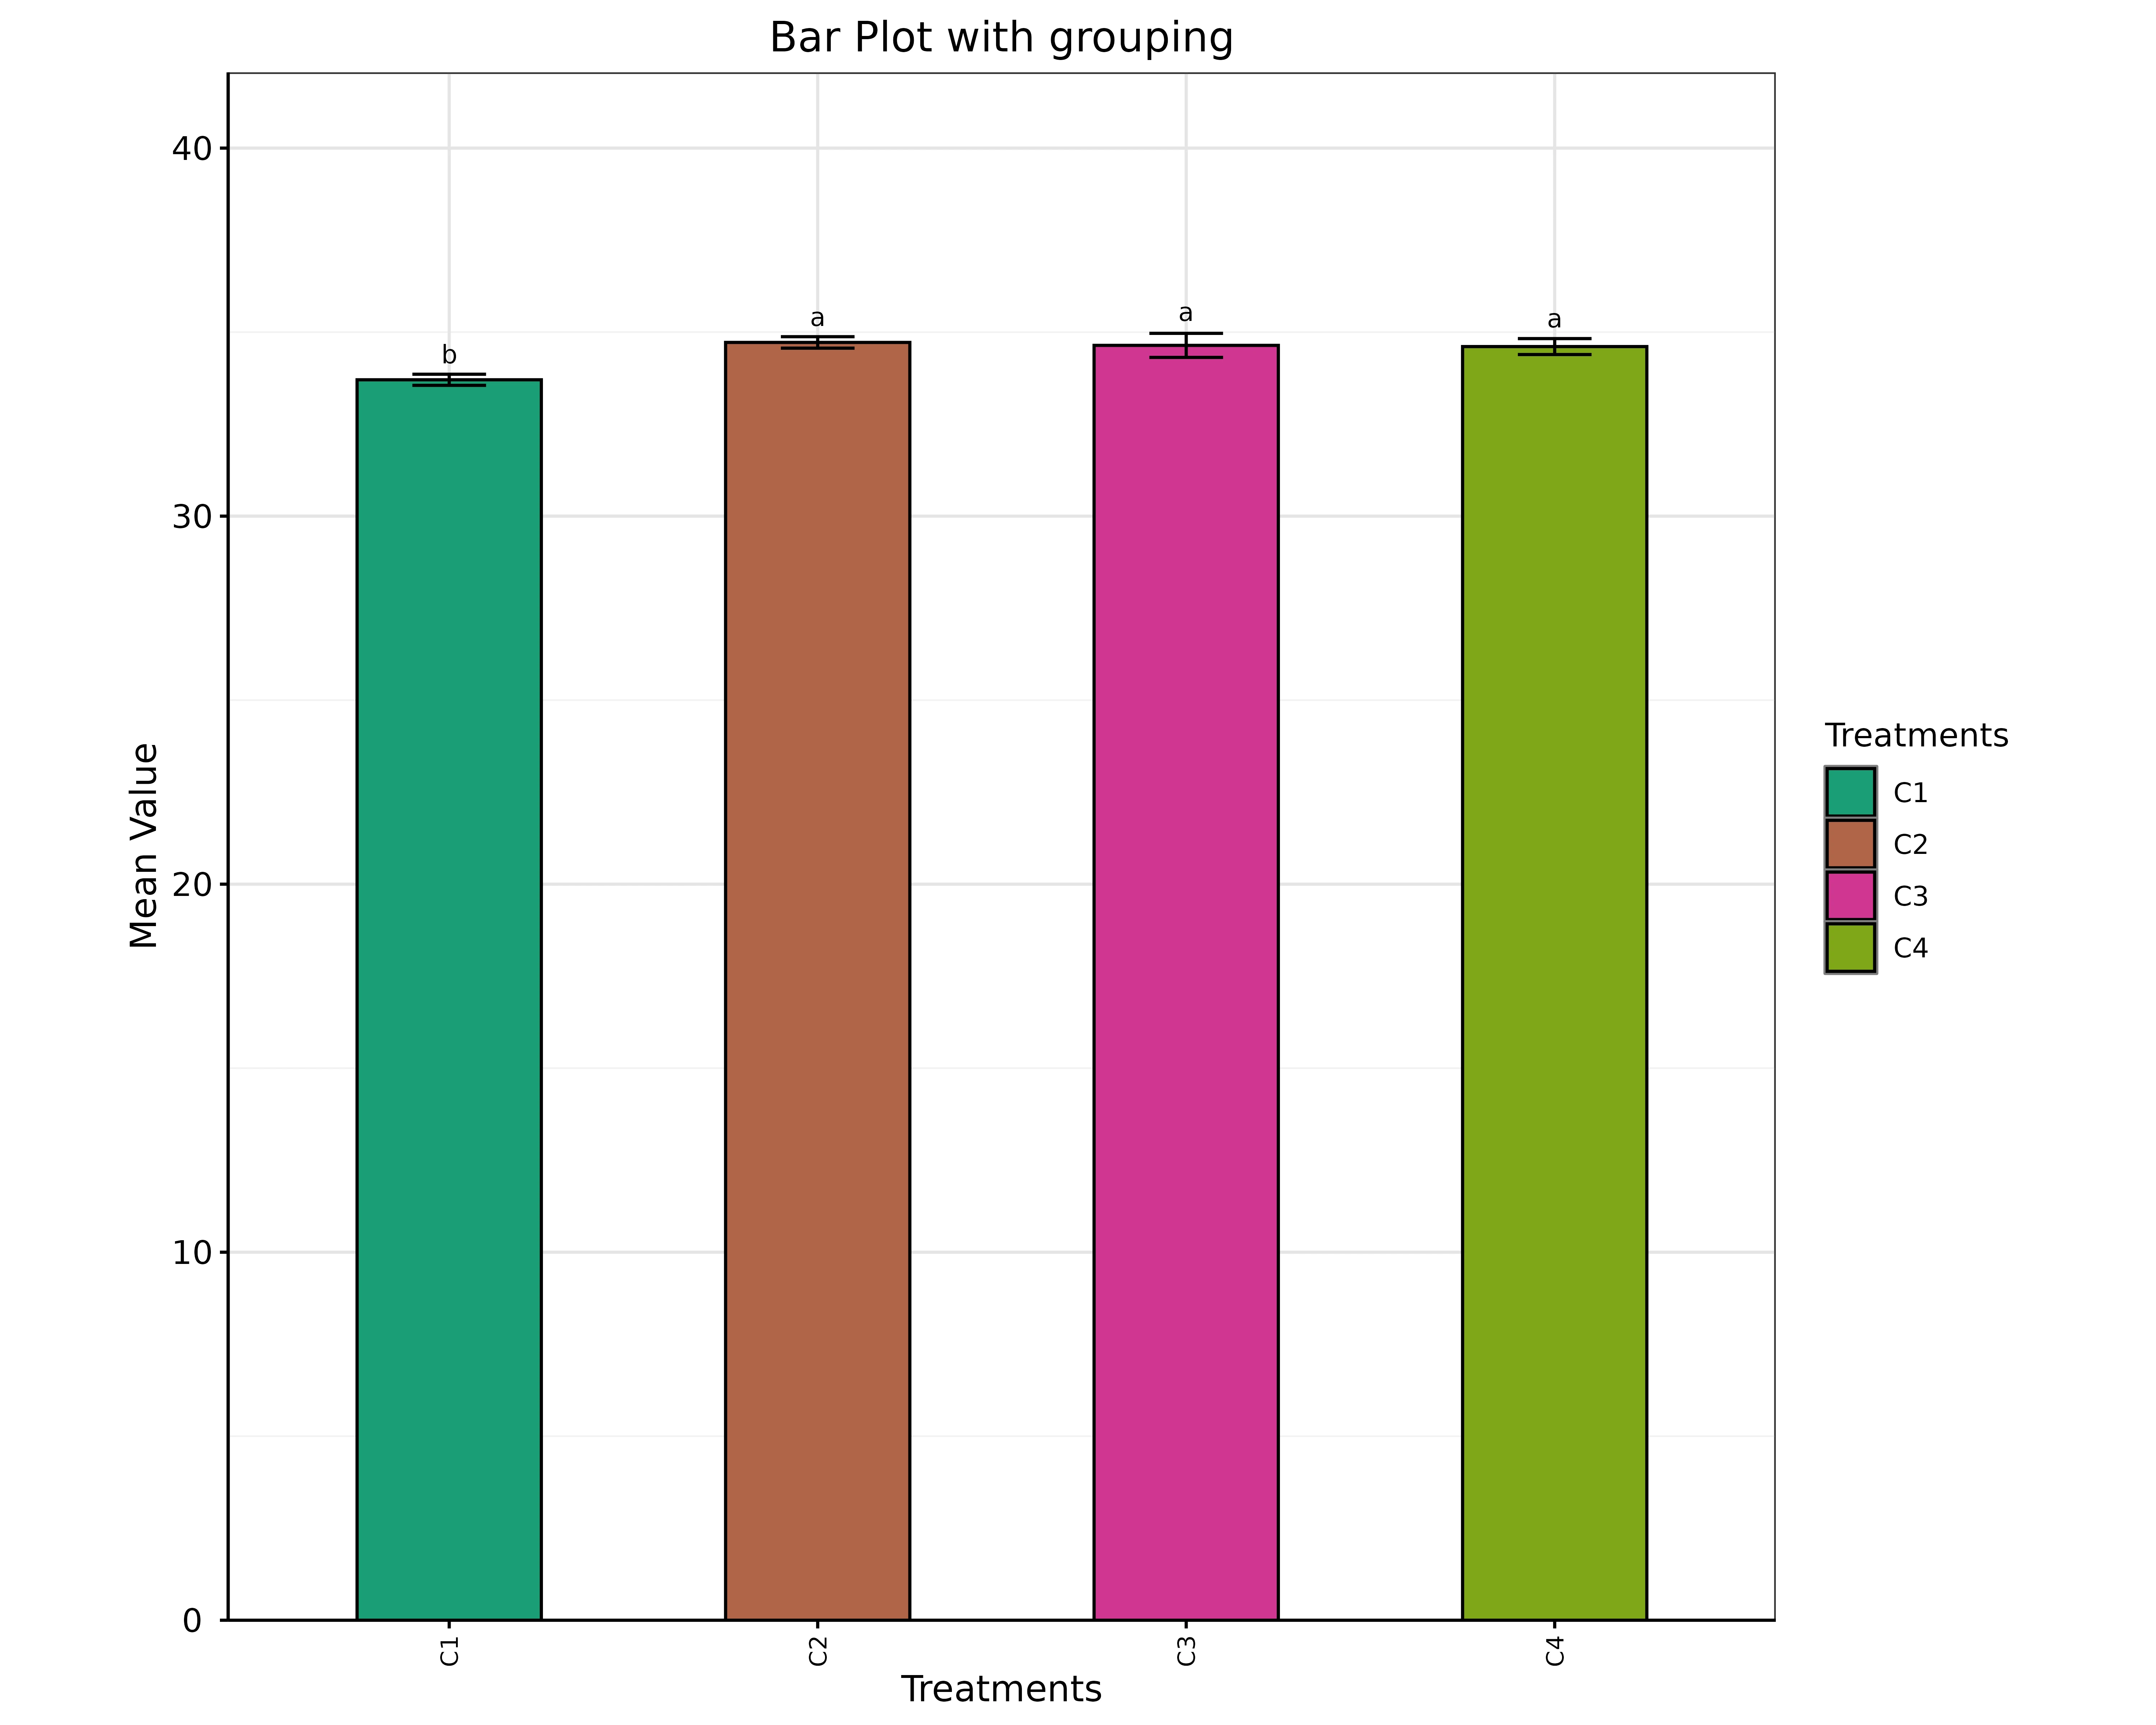 Bar Plot with grouping
40
30
20
10
0
Mean Value
b
a
a
a
C1
C2
C3
C4
Treatments
Treatments
C1
C2
C3
C4